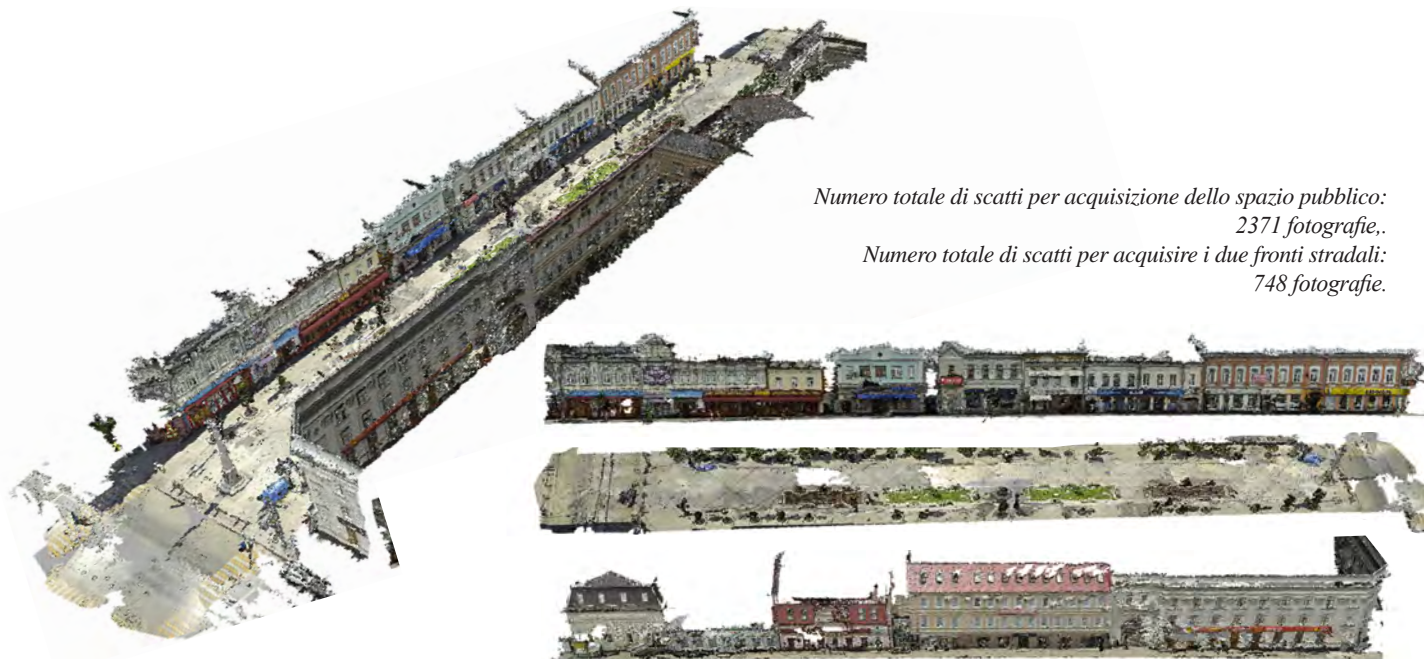 Numero totale di scatti per acquisizione dello spazio pubblico:
2371 fotografie,.
Numero totale di scatti per acquisire i due fronti stradali:
748 fotografie.